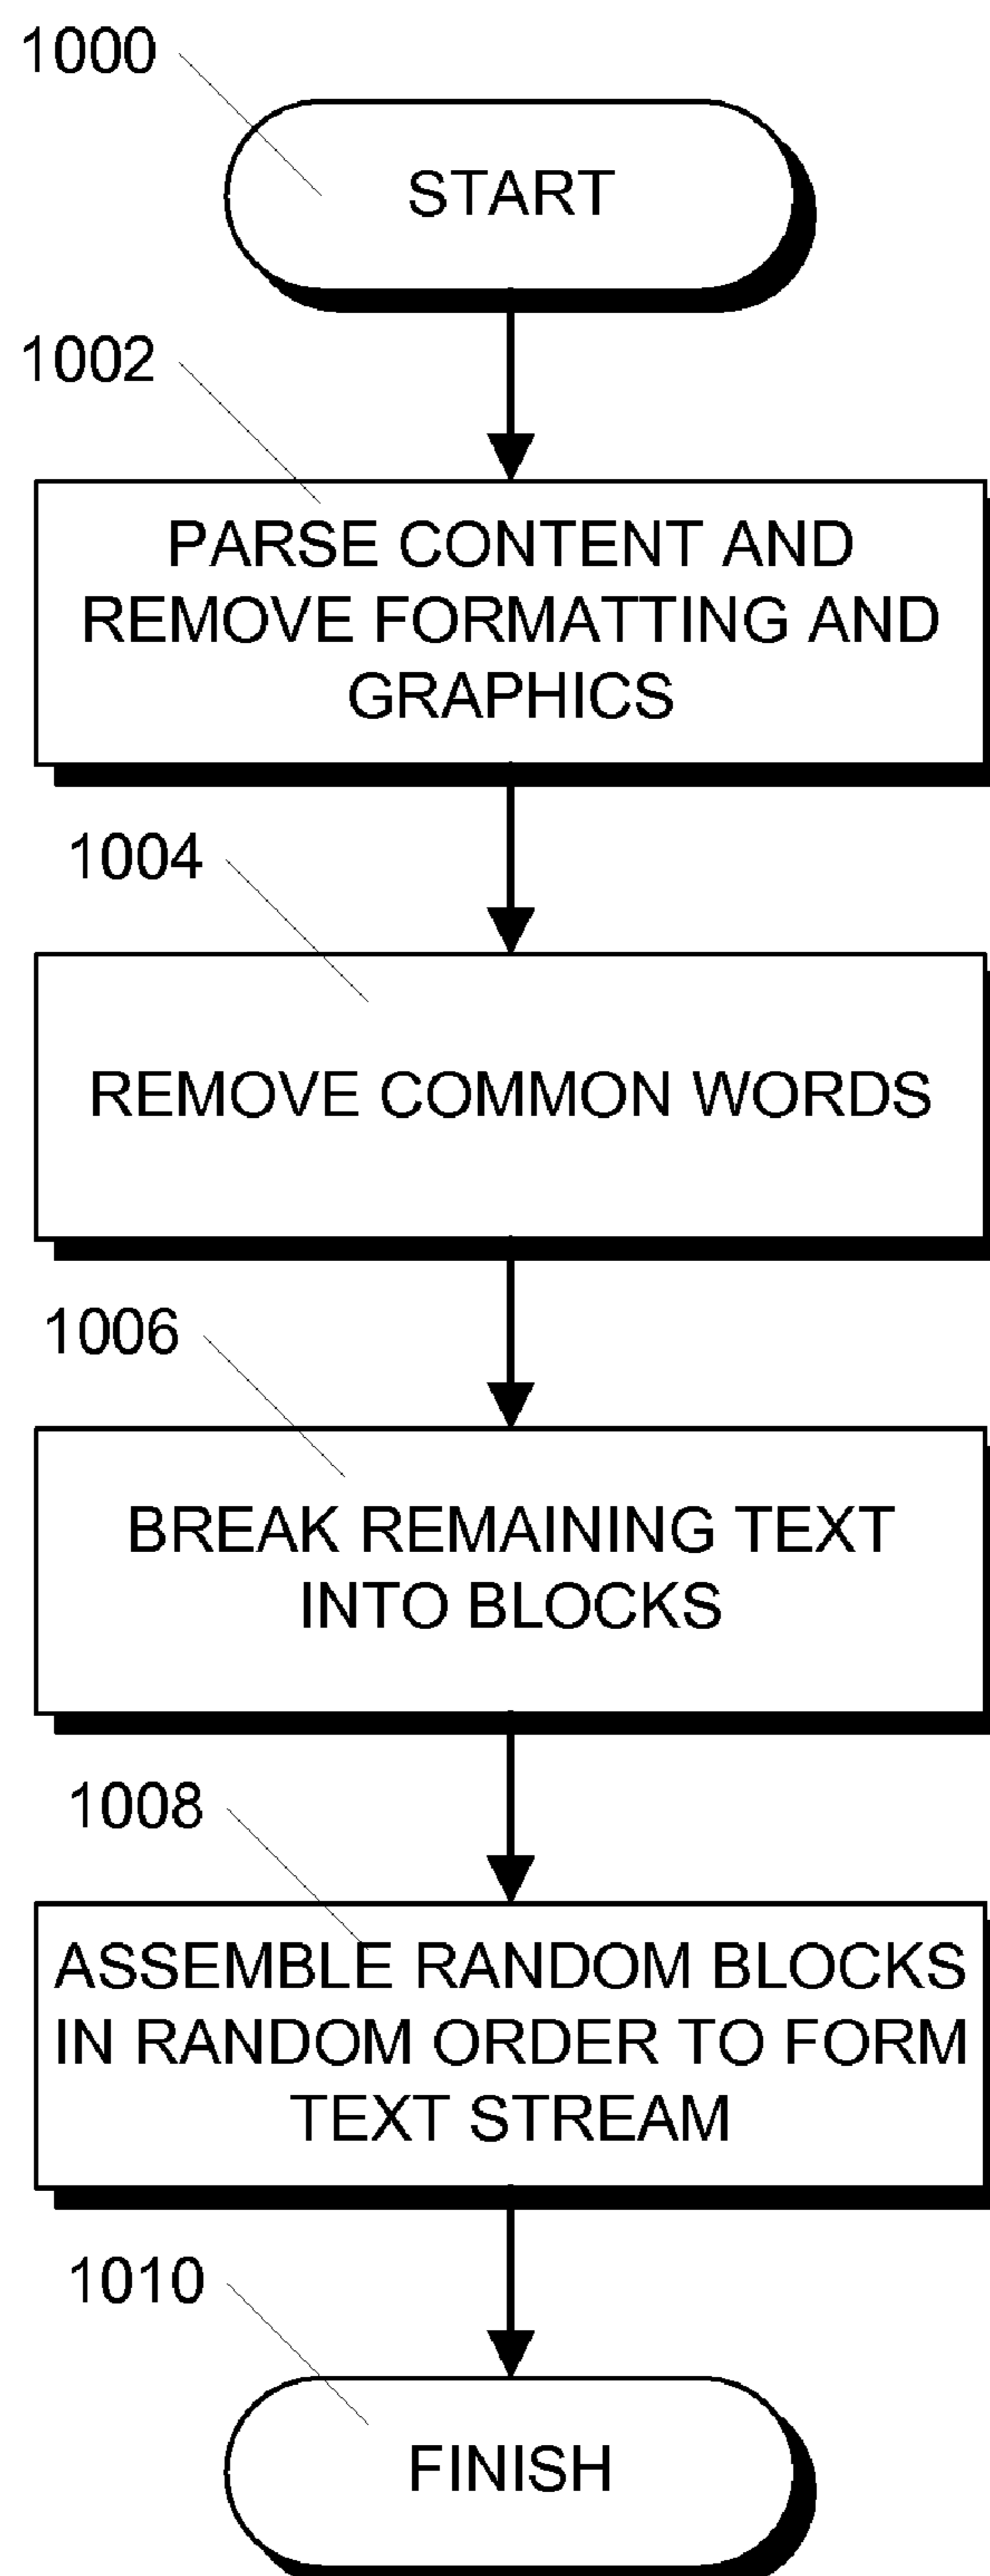 1000
START
1002
PARSE CONTENT AND
REMOVE FORMATTING AND
GRAPHICS
1004
REMOVE COMMON WORDS
1006
BREAK REMAINING TEXT
INTO BLOCKS
1008
ASSEMBLE RANDOM BLOCKS
IN RANDOM ORDER TO FORM
TEXT STREAM
1010
FINISH